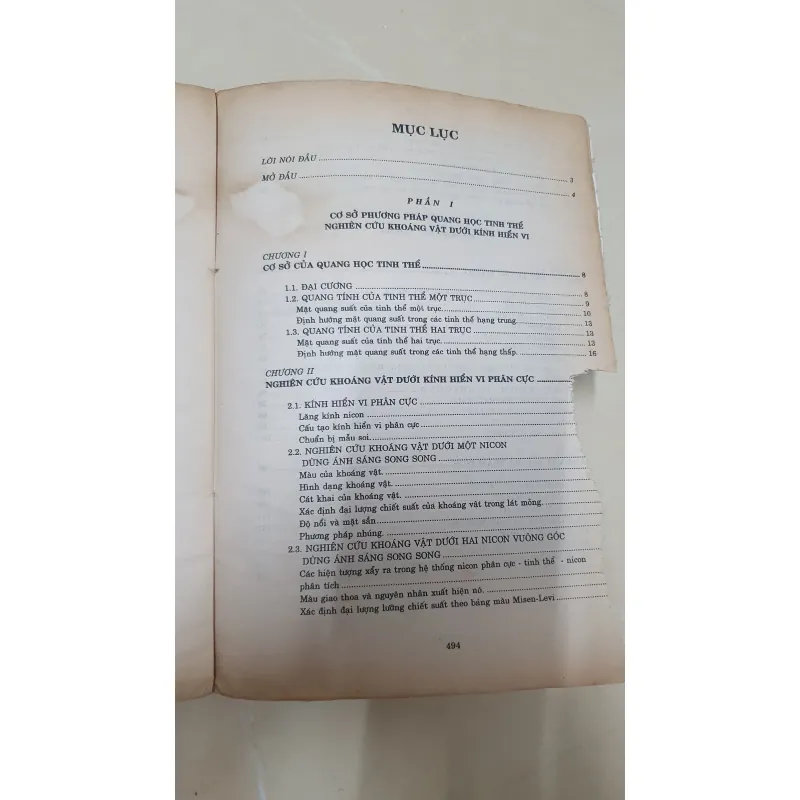 MỤC LỤC
LỜI NÓI ĐẦU ........ 3
MỞ ĐẦU ........ 4
PHẦN I
CƠ SỞ PHƯƠNG PHÁP QUANG HỌC TINH THỂ
NGHIÊN CỨU KHOÁNG VẬT DƯỚI KÍNH HIỂN VI
CHƯƠNG I
CƠ SỞ CỦA QUANG HỌC TINH THỂ ........ 8
1.1. ĐẠI CƯƠNG ........ 8
1.2. QUANG TÍNH CỦA TINH THỂ MỘT TRỤC ........ 9
Mặt quang suất của tinh thể một trục ........ 10
Định hướng mặt quang suất trong các tinh thể hạng trung ........ 13
1.3. QUANG TÍNH CỦA TINH THỂ HAI TRỤC ........ 13
Mặt quang suất của tinh thể hai trục ........ 13
Định hướng mặt quang suất trong các tinh thể hạng thấp ........ 16
CHƯƠNG II
NGHIÊN CỨU KHOÁNG VẬT DƯỚI KÍNH HIỂN VI PHÂN CỰC ........
2.1. KÍNH HIỂN VI PHÂN CỰC ........
Lăng kính nicon ........
Cấu tạo kính hiển vi phân cực ........
Chuẩn bị mẫu soi ........
2.2. NGHIÊN CỨU KHOÁNG VẬT DƯỚI MỘT NICON
DÙNG ÁNH SÁNG SONG SONG ........
Màu của khoáng vật ........
Hình dạng khoáng vật ........
Cát khai của khoáng vật ........
Xác định đại lượng chiết suất của khoáng vật trong lát mỏng ........
Độ nổi và mặt sần ........
Phương pháp nhúng ........
2.3. NGHIÊN CỨU KHOÁNG VẬT DƯỚI HAI NICON VUÔNG GÓC
DÙNG ÁNH SÁNG SONG SONG ........
Các hiện tượng xẩy ra trong hệ thống nicon phân cực - tinh thể - nicon
phân tích ........
Màu giao thoa và nguyên nhân xuất hiện nó ........
Xác định đại lượng lưỡng chiết suất theo bảng màu Misen-Levi ........
494